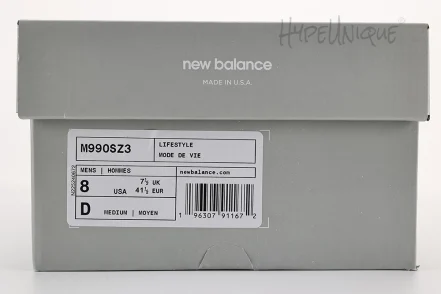 HYPEUNIQUE®
new balance
MADE IN U.S.A.
M990SZ3
LIFESTYLE
MODE DE VIE
MENS | HOMMES
newbalance.com
8
USA
7½ UK
41½ EUR
D
MEDIUM | MOYEN
1 96307 91167 2